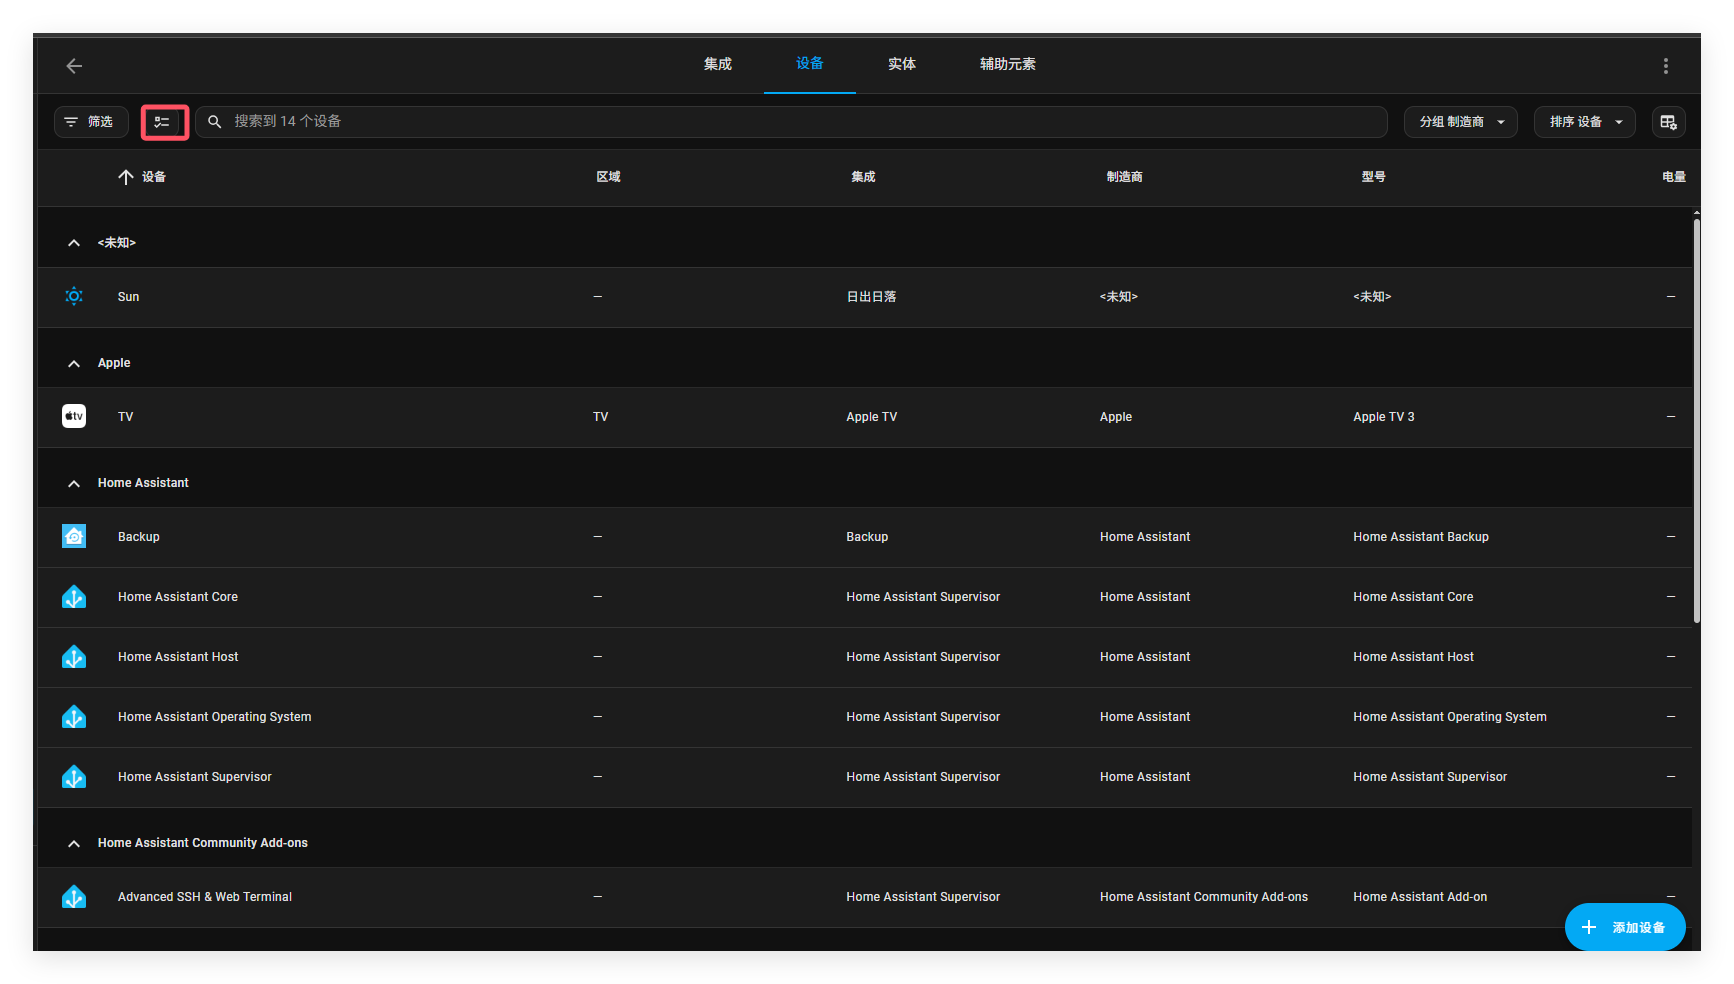 集成 设备 实体 辅助元素
筛选 搜索到 14 个设备 分组 制造商 排序 设备
设备 区域 集成 制造商 型号 电量
<未知>
Sun — 日出日落 <未知> <未知> —
Apple
tv TV TV Apple TV Apple Apple TV 3 —
Home Assistant
Backup — Backup Home Assistant Home Assistant Backup —
Home Assistant Core — Home Assistant Supervisor Home Assistant Home Assistant Core —
Home Assistant Host — Home Assistant Supervisor Home Assistant Home Assistant Host —
Home Assistant Operating System — Home Assistant Supervisor Home Assistant Home Assistant Operating System —
Home Assistant Supervisor — Home Assistant Supervisor Home Assistant Home Assistant Supervisor —
Home Assistant Community Add-ons
Advanced SSH & Web Terminal — Home Assistant Supervisor Home Assistant Community Add-ons Home Assistant Add-on —
添加设备